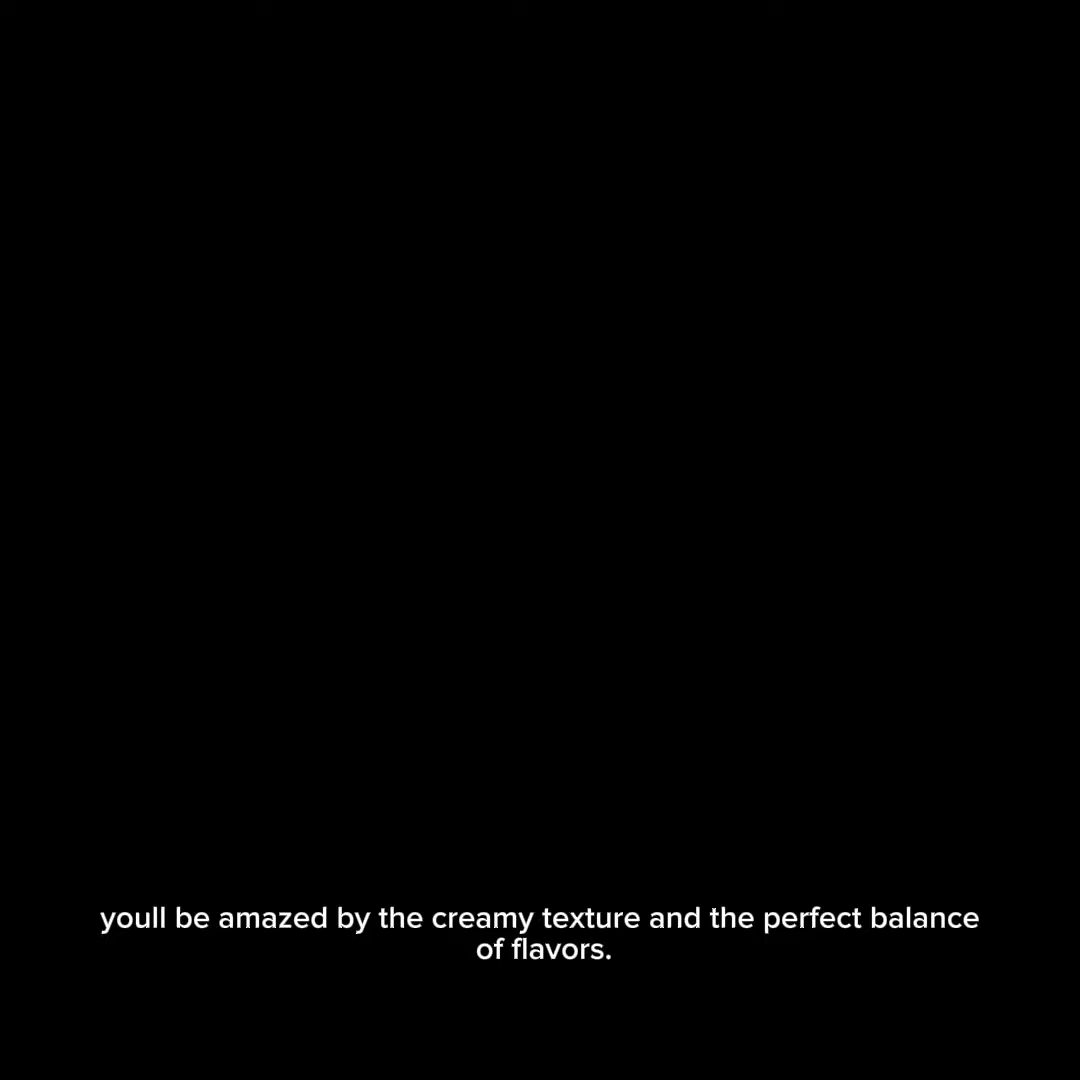 youll be amazed by the creamy texture and the perfect balance
of flavors.